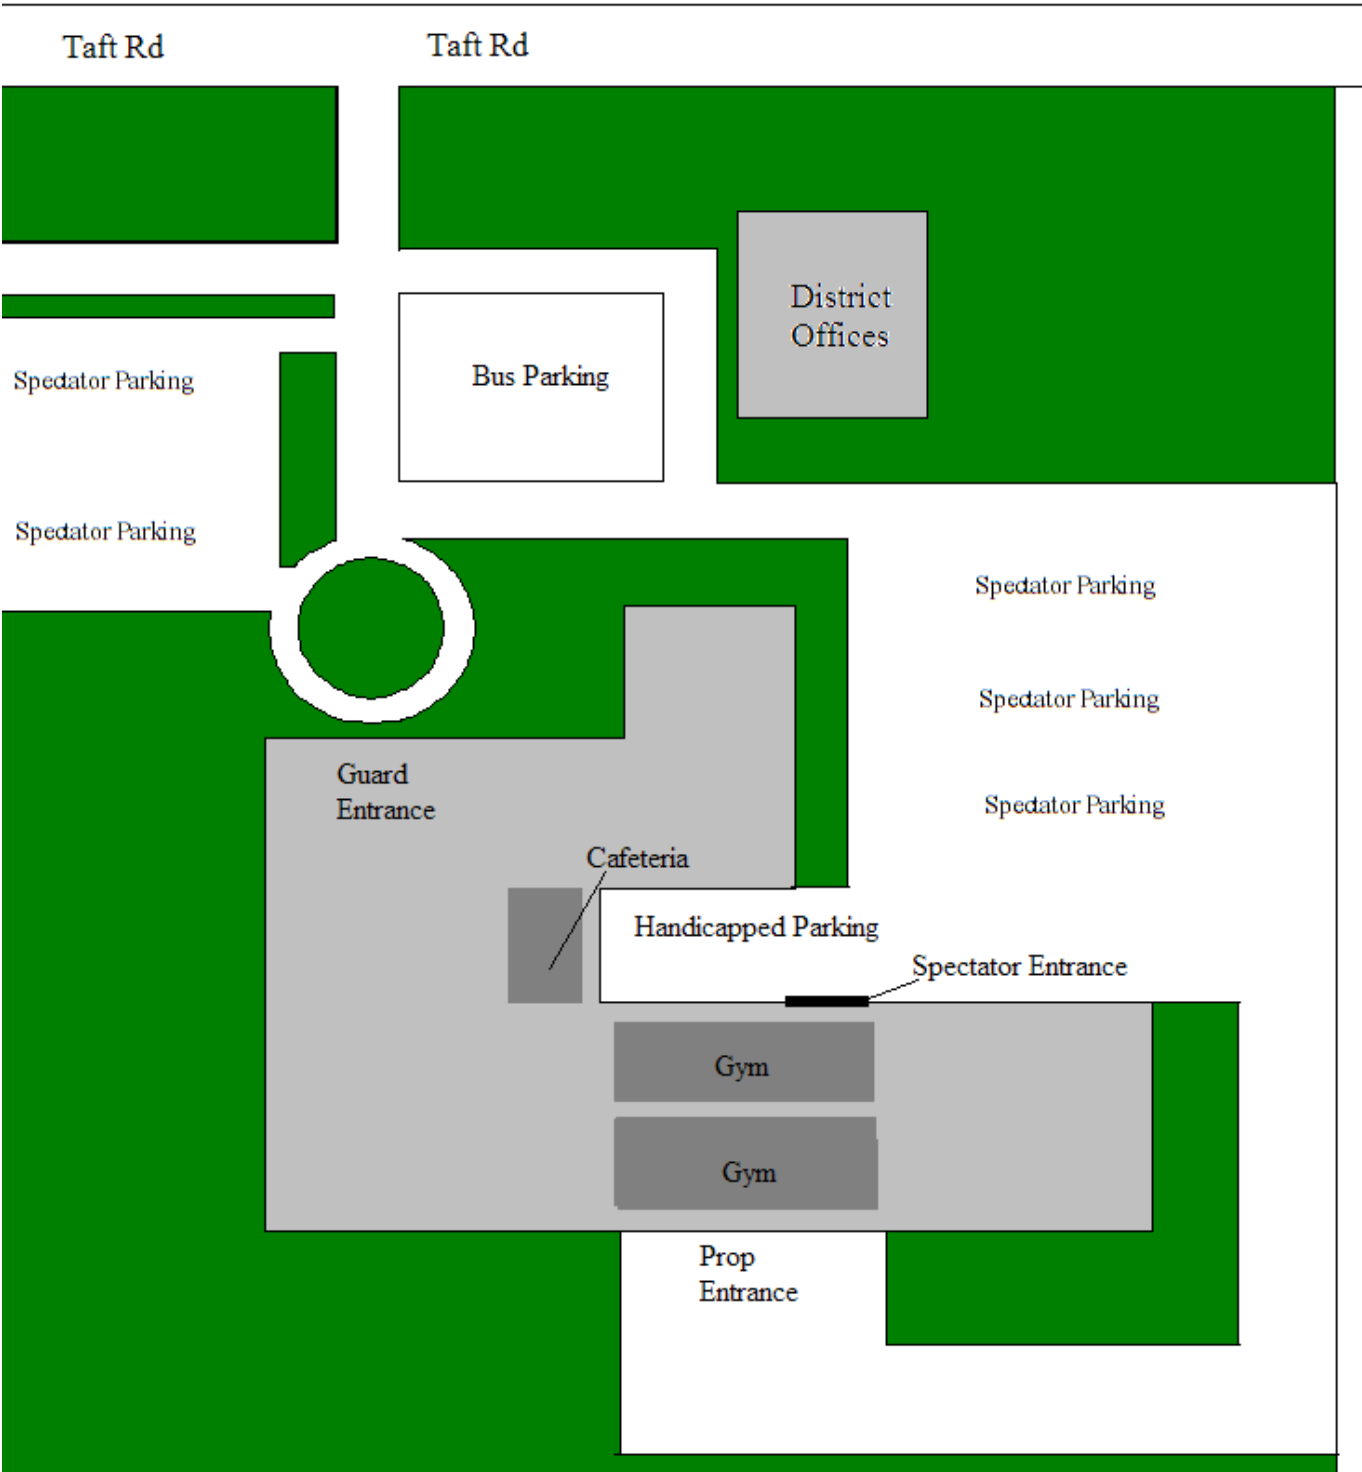 Taft Rd
Taft Rd
District
Offices
Bus Parking
Spectator Parking
Spectator Parking
Spectator Parking
Spectator Parking
Spectator Parking
Guard
Entrance
Cafeteria
Handicapped Parking
Spectator Entrance
Gym
Gym
Prop
Entrance